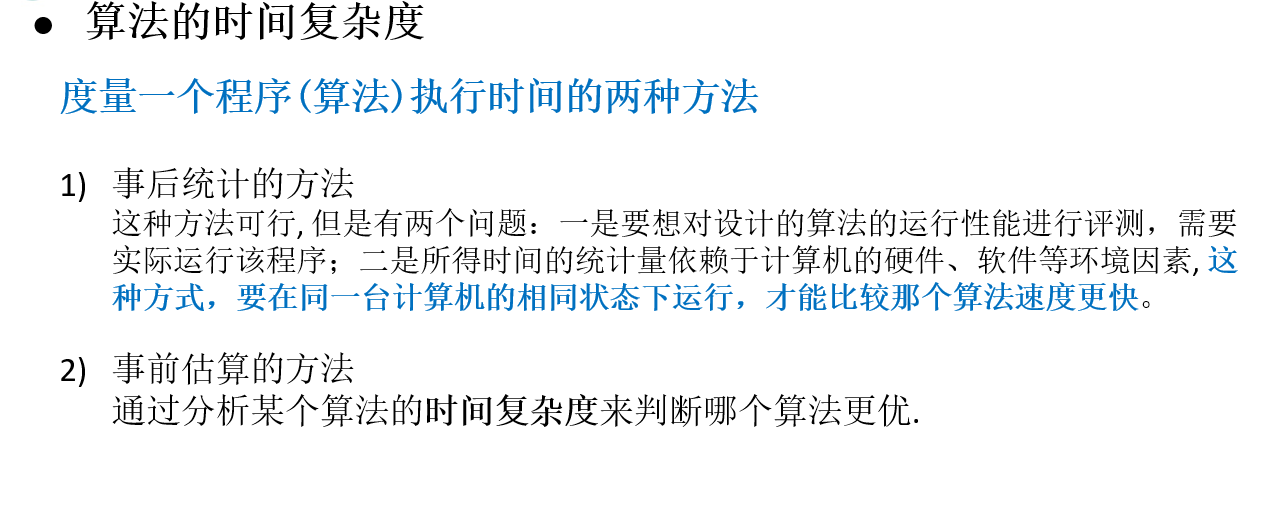 ● 算法的时间复杂度
度量一个程序(算法)执行时间的两种方法
1) 事后统计的方法
这种方法可行, 但是有两个问题：一是要想对设计的算法的运行性能进行评测，需要
实际运行该程序；二是所得时间的统计量依赖于计算机的硬件、软件等环境因素, 这
种方式，要在同一台计算机的相同状态下运行，才能比较那个算法速度更快。
2) 事前估算的方法
通过分析某个算法的时间复杂度来判断哪个算法更优.